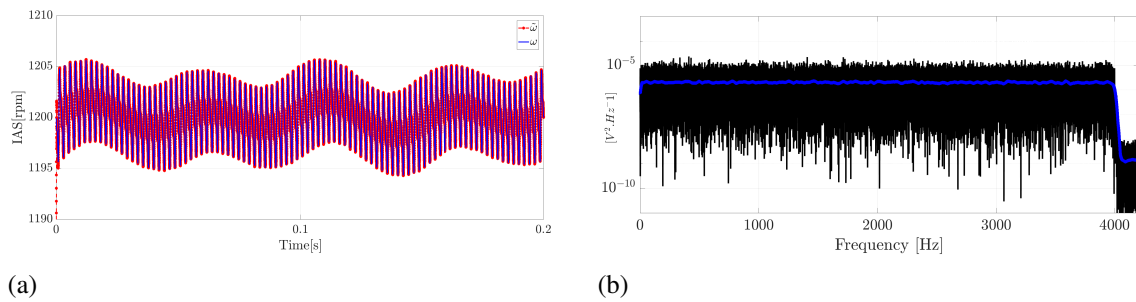 1210
1205
1200
1195
1190
IAS[rpm]
0
0.1
0.2
Time[s]
ω̃
ω
(a)
10⁻⁵
10⁻¹⁰
[V².Hz⁻1]
0
1000
2000
3000
4000
Frequency [Hz]
(b)